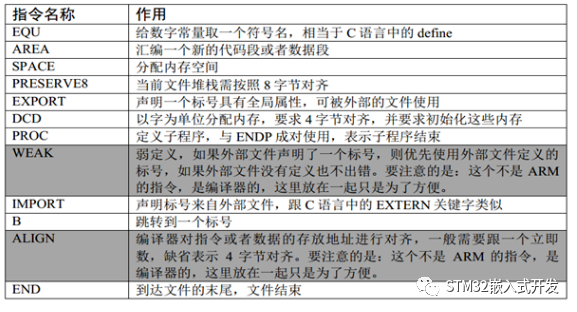 指令名称 作用
EQU 给数字常量取一个符号名，相当于 C 语言中的 define
AREA 汇编一个新的代码段或者数据段
SPACE 分配内存空间
PRESERVE8 当前文件堆栈需按照 8 字节对齐
EXPORT 声明一个标号具有全局属性，可被外部的文件使用
DCD 以字为单位分配内存，要求 4 字节对齐，并要求初始化这些内存
PROC 定义子程序，与 ENDP 成对使用，表示子程序结束
WEAK 弱定义，如果外部文件声明了一个标号，则优先使用外部文件定义的
标号，如果外部文件没有定义也不出错。要注意的是：这个不是 ARM
的指令，是编译器的，这里放在一起只是为了方便。
IMPORT 声明标号来自外部文件，跟 C 语言中的 EXTERN 关键字类似
B 跳转到一个标号
ALIGN 编译器对指令或者数据的存放地址进行对齐，一般需要跟一个立即
数，缺省表示 4 字节对齐。要注意的是：这个不是 ARM 的指令，是
编译器的，这里放在一起只是为了方便。
END 到达文件的末尾，文件结束
STM32嵌入式开发